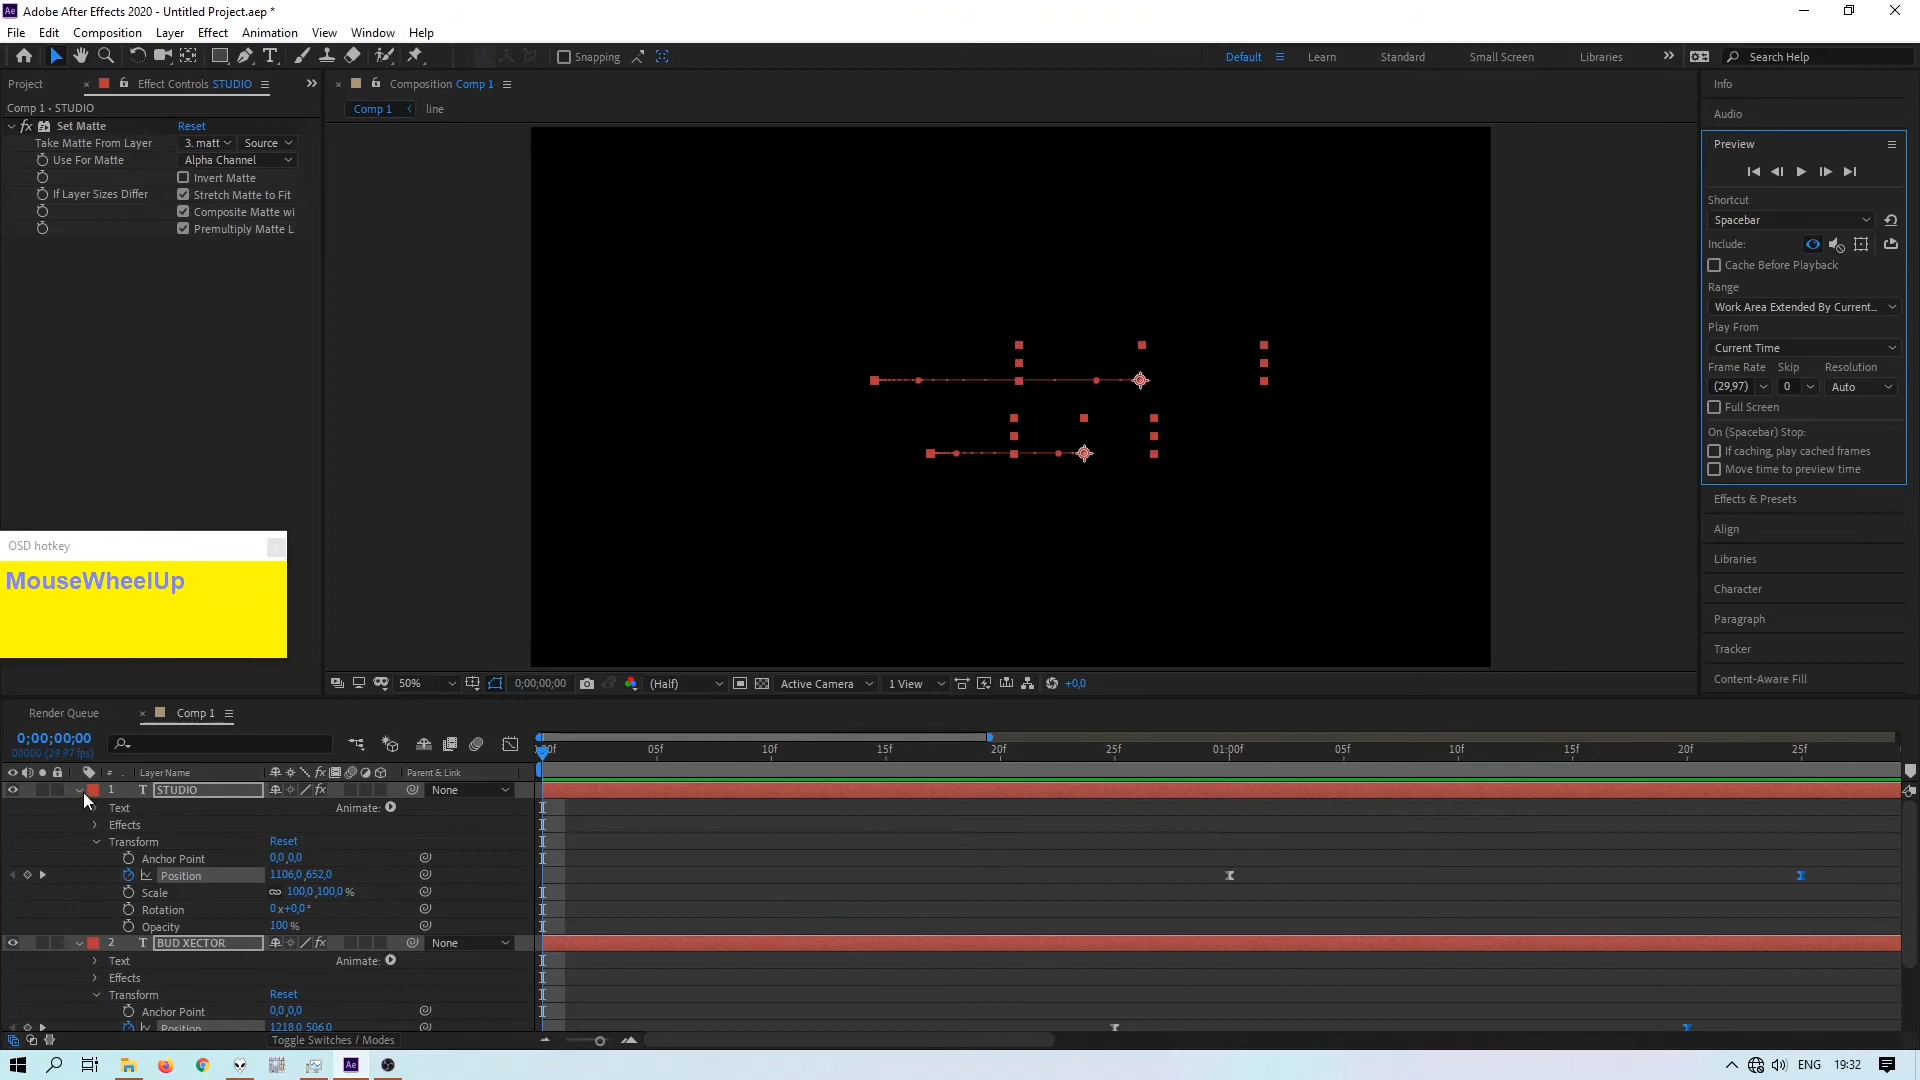 Adobe After Effects 2020 - Untitled Project.aep *
File Edit Composition Layer Effect Animation View Window Help
Snapping
Default Learn Standard Small Screen Libraries Search Help
Project Effect Controls STUDIO
Composition Comp 1
Comp 1 • STUDIO
Comp 1 line
fx Set Matte Reset
Take Matte From Layer 3. matt Source
Use For Matte Alpha Channel
Invert Matte
If Layer Sizes Differ Stretch Matte to Fit
Composite Matte wi
Premultiply Matte L
Info
Audio
Preview
Shortcut
Spacebar
Include:
Cache Before Playback
Range
Work Area Extended By Current...
Play From
Current Time
Frame Rate Skip Resolution
(29,97) 0 Auto
Full Screen
On (Spacebar) Stop:
If caching, play cached frames
Move time to preview time
Effects & Presets
Align
Libraries
Character
Paragraph
Tracker
Content-Aware Fill
OSD hotkey
MouseWheelUp
50% 0;00;00;00 (Half) Active Camera 1 View +0,0
Render Queue Comp 1
0;00;00;00
00000 (29.97 fps)
05f 10f 15f 20f 25f 01:00f 05f 10f 15f 20f 25f
# Layer Name fx Parent & Link
1 T STUDIO fx None
Text Animate:
Effects
Transform Reset
Anchor Point 0,0,0,0
Position 1106,0,652,0
Scale 100,0,100,0 %
Rotation 0x+0,0°
Opacity 100 %
2 T BUD XECTOR fx None
Text Animate:
Effects
Transform Reset
Anchor Point 0,0,0,0
Position 1218,0,506,0
Toggle Switches / Modes
Ae ENG 19:32